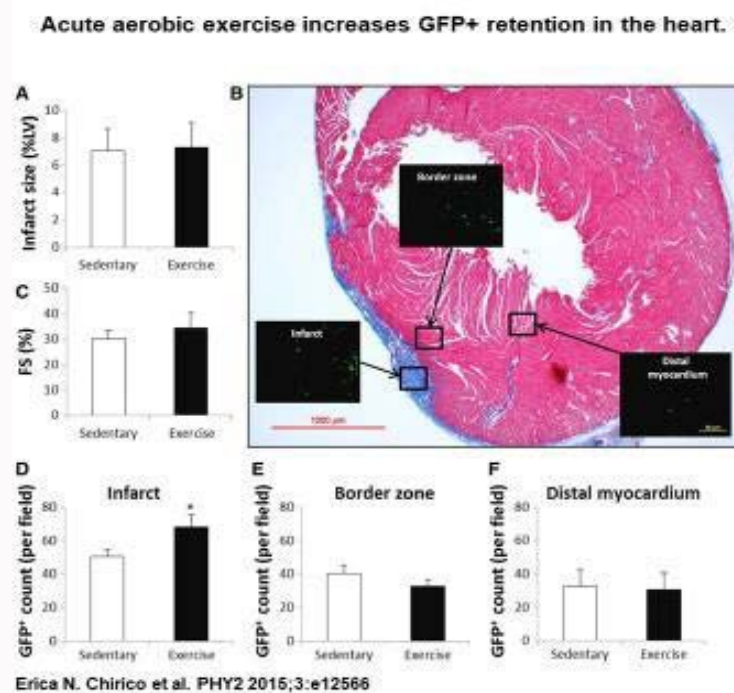 Acute aerobic exercise increases GFP+ retention in the heart.
A
Infarct size (%LV)
10
8
6
4
2
0
Sedentary Exercise
B
Border zone
Infarct
Distal
myocardium
1000 µm
C
FS (%)
50
40
30
20
10
0
Sedentary Exercise
D
Infarct
GFP⁺ count (per field)
80
60
40
20
0
*
Sedentary Exercise
E
Border zone
GFP⁺ count (per field)
80
60
40
20
0
Sedentary Exercise
F
Distal myocardium
GFP⁺ count (per field)
80
60
40
20
0
Sedentary Exercise
Erica N. Chirico et al. PHY2 2015;3:e12566